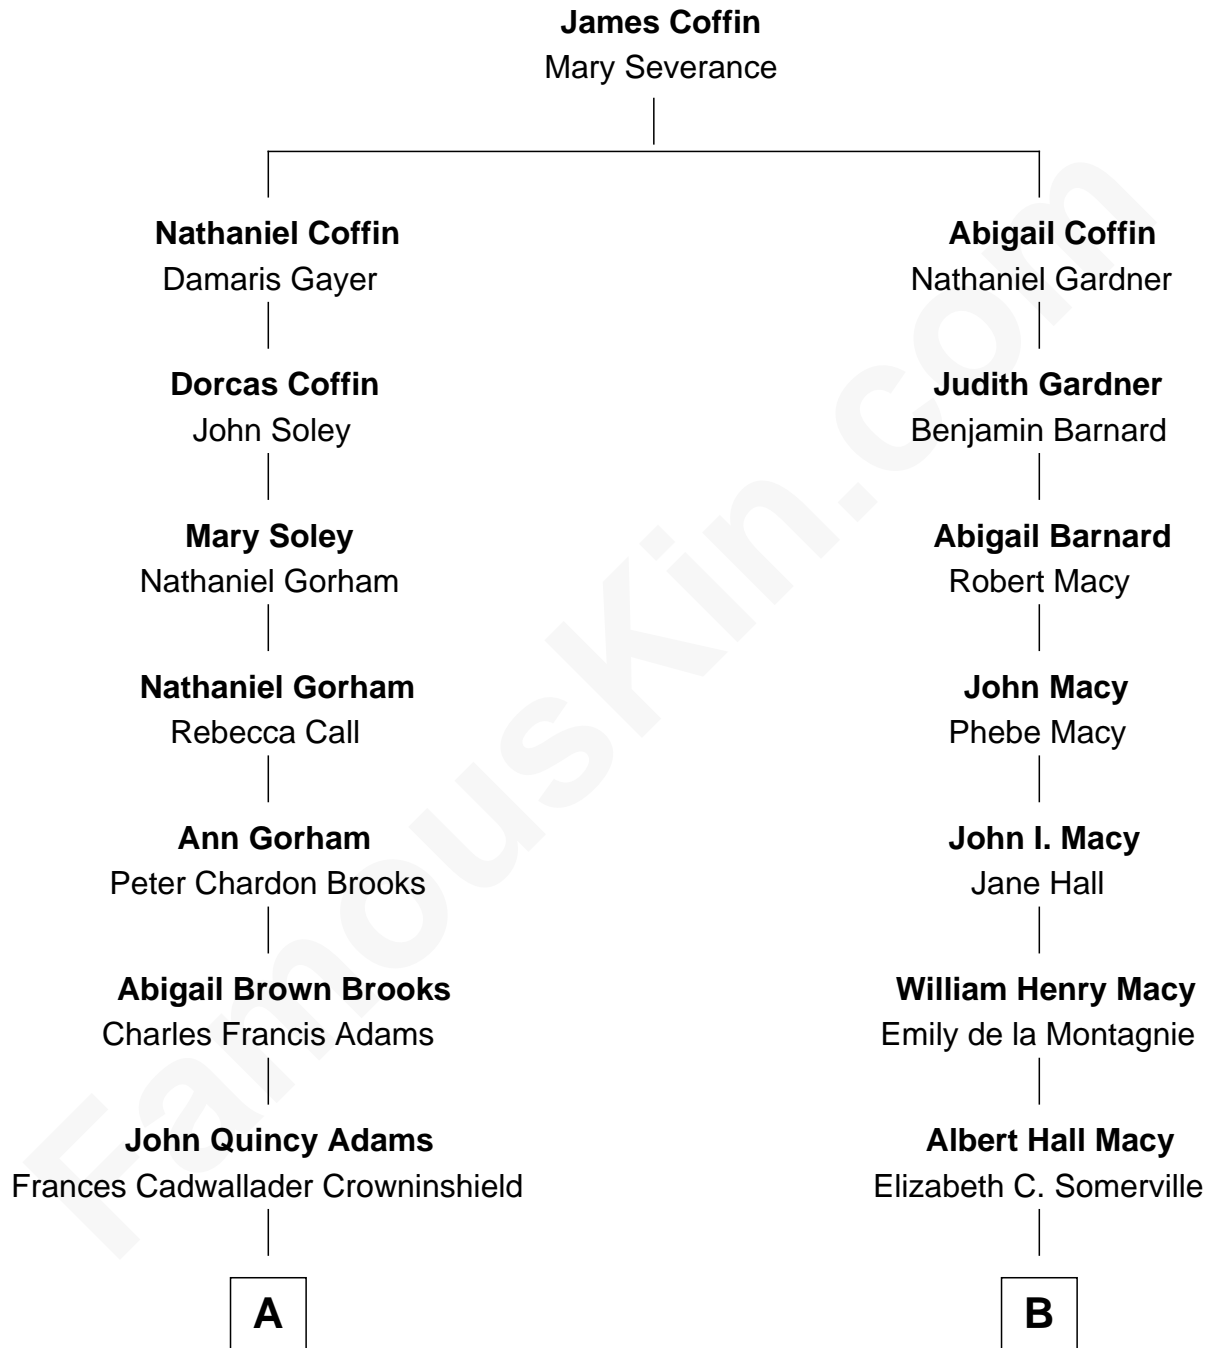 James Coffin
Mary Severance
Nathaniel Coffin
Damaris Gayer
Dorcas Coffin
John Soley
Mary Soley
Nathaniel Gorham
Nathaniel Gorham
Rebecca Call
Ann Gorham
Peter Chardon Brooks
Abigail Brown Brooks
Charles Francis Adams
John Quincy Adams
Frances Cadwallader Crowninshield
A
Abigail Coffin
Nathaniel Gardner
Judith Gardner
Benjamin Barnard
Abigail Barnard
Robert Macy
John Macy
Phebe Macy
John I. Macy
Jane Hall
William Henry Macy
Emily de la Montagnie
Albert Hall Macy
Elizabeth C. Somerville
B
FamousKin.com